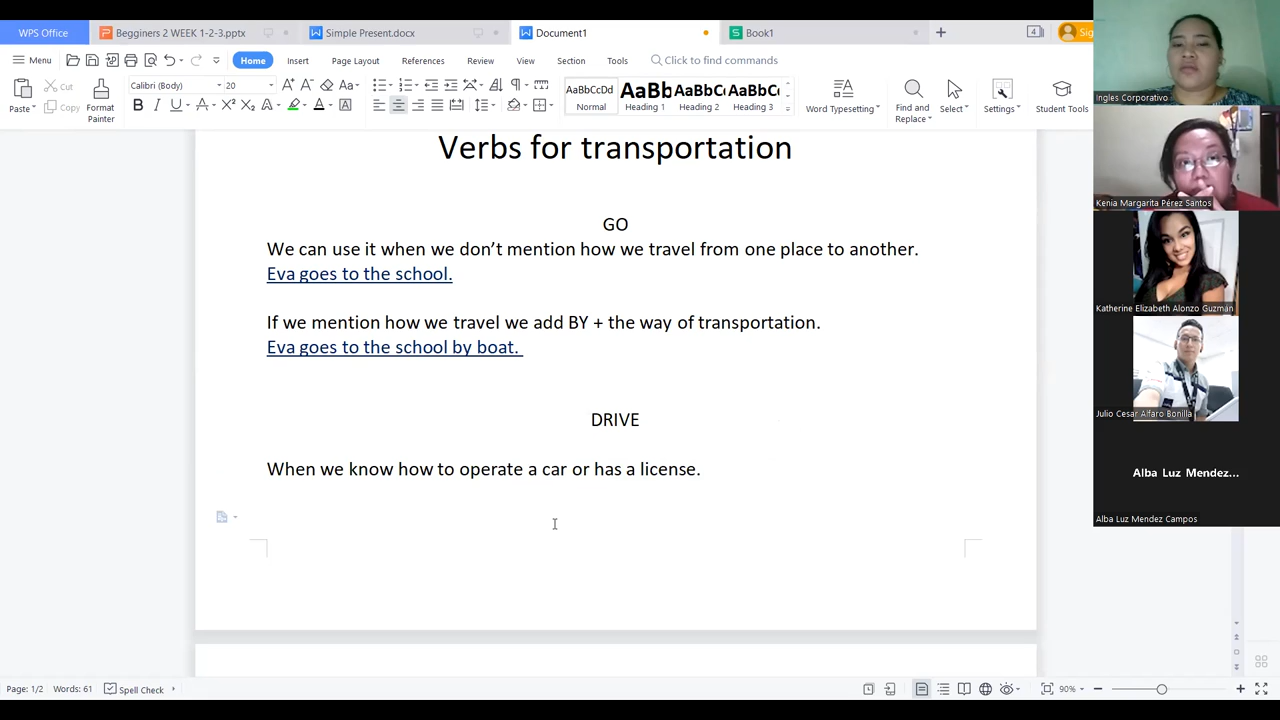 WPS Office
Begginers 2 WEEK 1-2-3.pptx
Simple Present.docx
Document1
Book1
Menu
Home
Insert
Page Layout
References
Review
View
Section
Tools
Click to find commands
Paste
Cut
Copy
Format Painter
Calibri (Body)
20
AaBbCcDd
Normal
Heading 1
Heading 2
Heading 3
Word Typesetting
Find and Replace
Select
Settings
Student Tools
Verbs for transportation
GO
We can use it when we don’t mention how we travel from one place to another.
Eva goes to the school.
If we mention how we travel we add BY + the way of transportation.
Eva goes to the school by boat.
DRIVE
When we know how to operate a car or has a license.
Page: 1/2
Words: 61
Spell Check
90%
Ingles Corporativo
Kenia Margarita Pérez Santos
Katherine Elizabeth Alonzo Guzmán
Julio Cesar Alfaro Bonilla
Alba Luz Mendez...
Alba Luz Mendez Campos